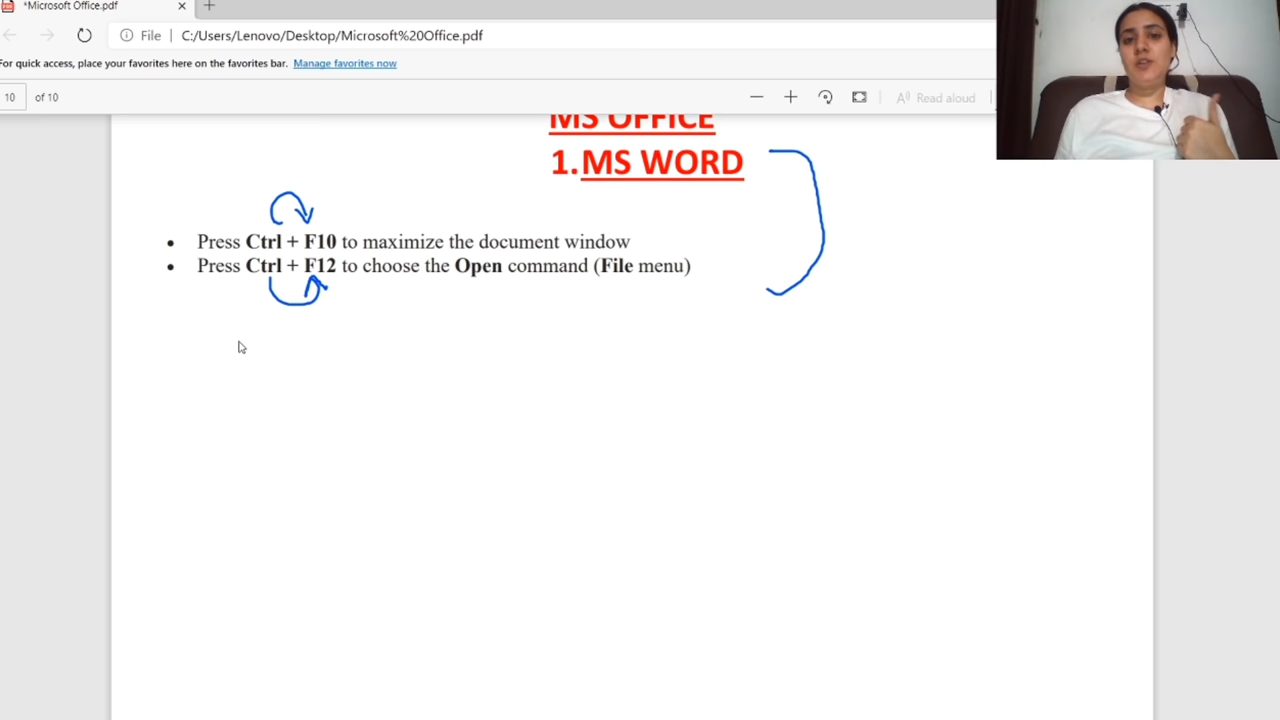 *Microsoft Office.pdf
File | C:/Users/Lenovo/Desktop/Microsoft%20Office.pdf
For quick access, place your favorites here on the favorites bar. Manage favorites now
10 of 10
Read aloud
MS OFFICE
1.MS WORD
• Press Ctrl + F10 to maximize the document window
• Press Ctrl + F12 to choose the Open command (File menu)